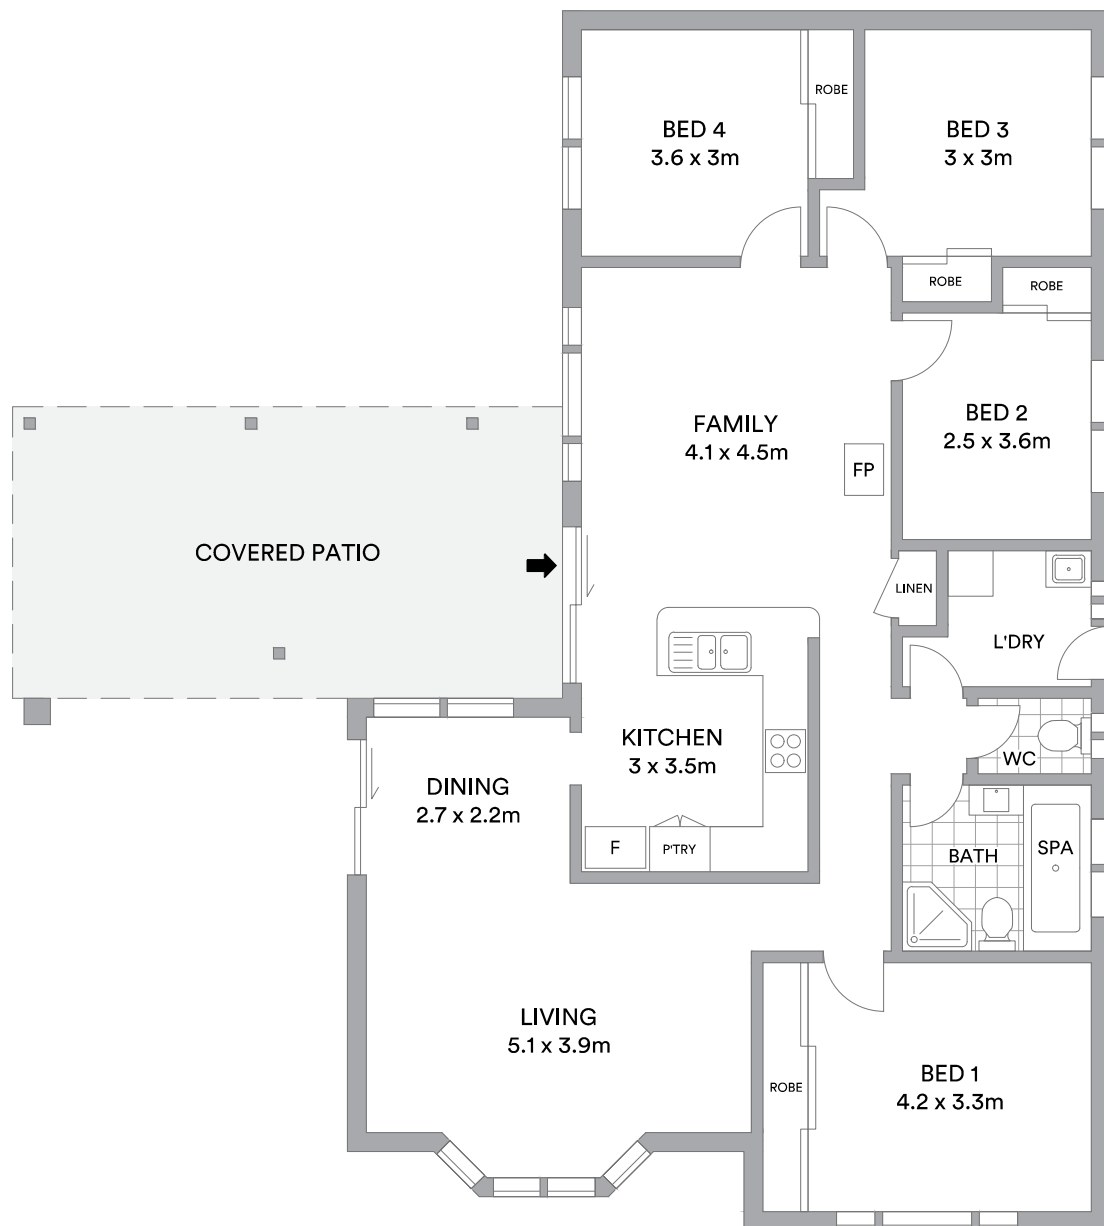 BED 4
3.6 x 3m
ROBE
BED 3
3 x 3m
ROBE
ROBE
BED 2
2.5 x 3.6m
FAMILY
4.1 x 4.5m
FP
COVERED PATIO
LINEN
L'DRY
KITCHEN
3 x 3.5m
WC
DINING
2.7 x 2.2m
F
P'TRY
BATH
SPA
LIVING
5.1 x 3.9m
ROBE
BED 1
4.2 x 3.3m